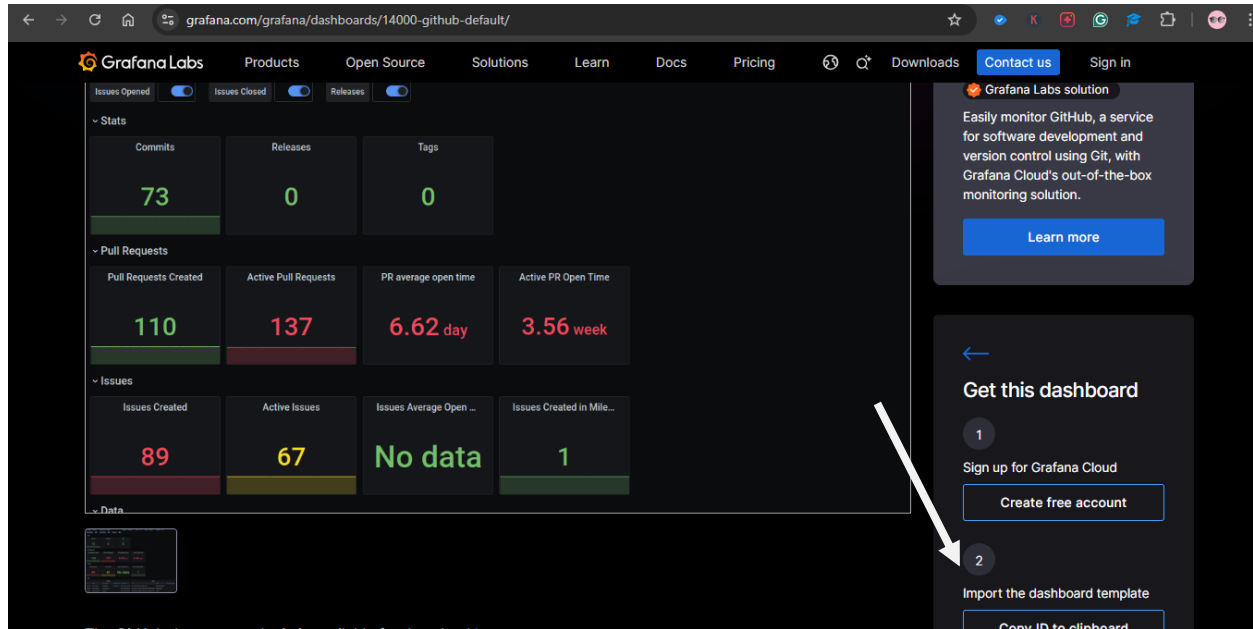 grafana.com/grafana/dashboards/14000-github-default/
K
G
Grafana Labs Products Open Source Solutions Learn Docs Pricing Downloads Contact us Sign in
Issues Opened Issues Closed Releases
Stats
Commits Releases Tags
73 0 0
Pull Requests
Pull Requests Created Active Pull Requests PR average open time Active PR Open Time
110 137 6.62 day 3.56 week
Issues
Issues Created Active Issues Issues Average Open ... Issues Created in Mile...
89 67 No data 1
Data
Grafana Labs solution
Easily monitor GitHub, a service
for software development and
version control using Git, with
Grafana Cloud's out-of-the-box
monitoring solution.
Learn more
Get this dashboard
1
Sign up for Grafana Cloud
Create free account
2
Import the dashboard template
Copy ID to clipboard